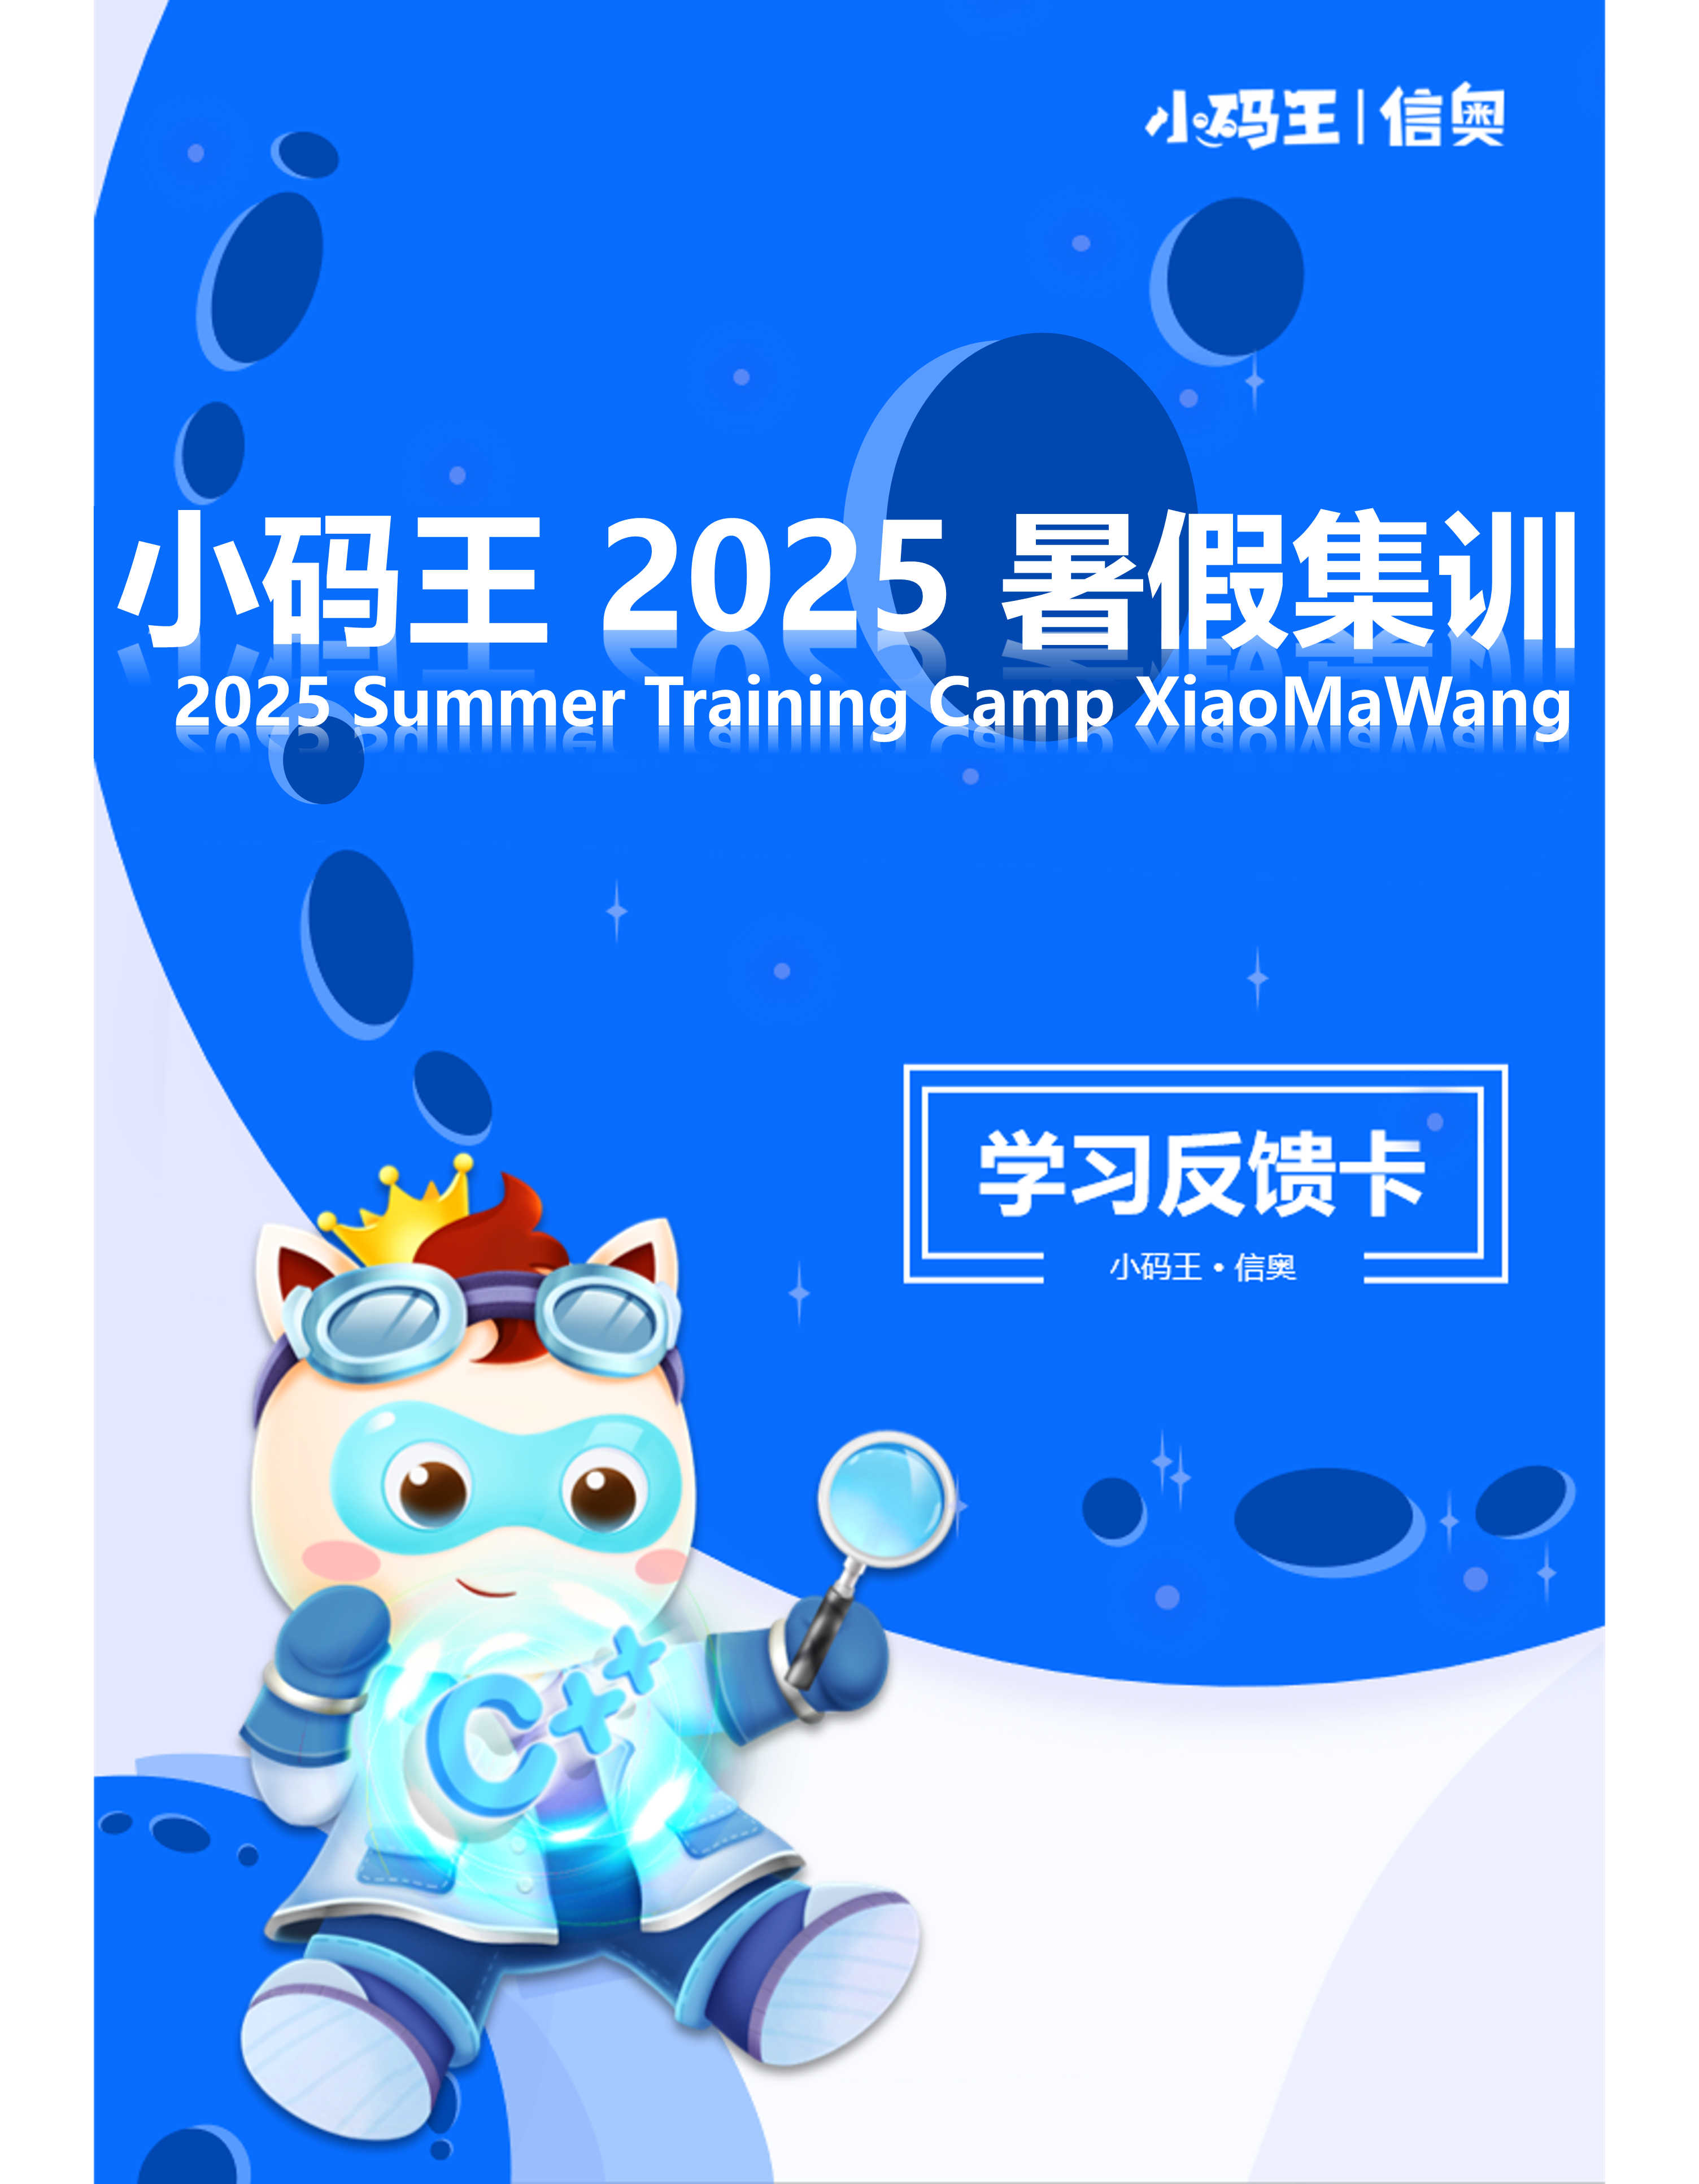 小码王 | 信奥
小码王 2025 暑假集训
2025 Summer Training Camp XiaoMaWang
学习反馈卡
小码王·信奥
C++